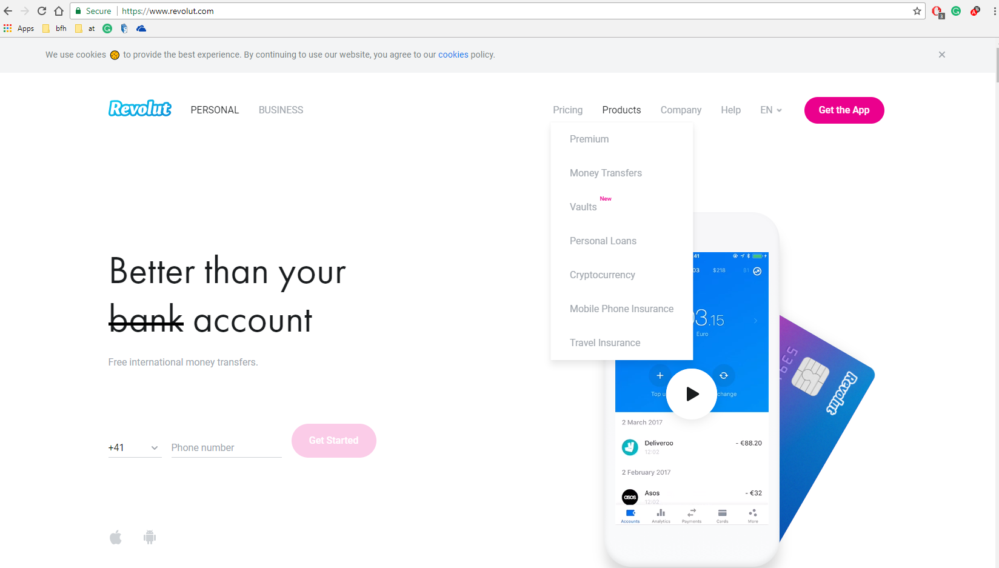 Secure https://www.revolut.com
3
Apps bfh at
We use cookies to provide the best experience. By continuing to use our website, you agree to our cookies policy.
Revolut PERSONAL BUSINESS Pricing Products Company Help EN Get the App
Premium
Money Transfers
Vaults New
Personal Loans
Cryptocurrency
Mobile Phone Insurance
Travel Insurance
Better than your
bank account
Free international money transfers.
+41 Phone number Get Started
41
03 $218 81
03.15
Euro
Top u change
2 March 2017
Deliveroo - €88.20
12:02
2 February 2017
Asos - €32
asos
12:02
Accounts Analytics Payments Cards More
539
Revolut